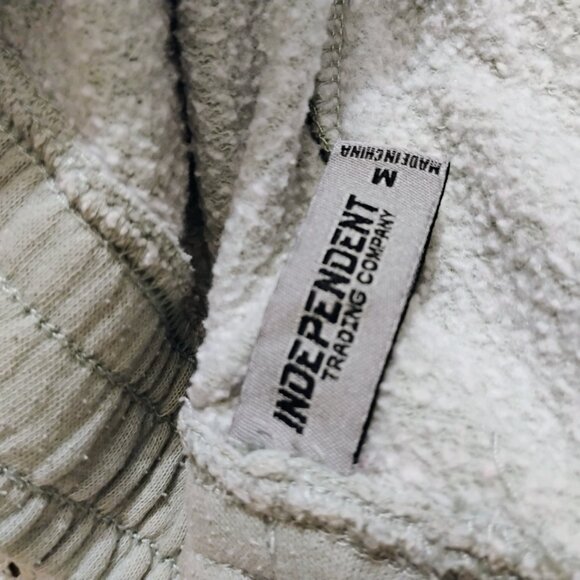 INDEPENDENT
TRADING COMPANY
M
MADE IN CHINA